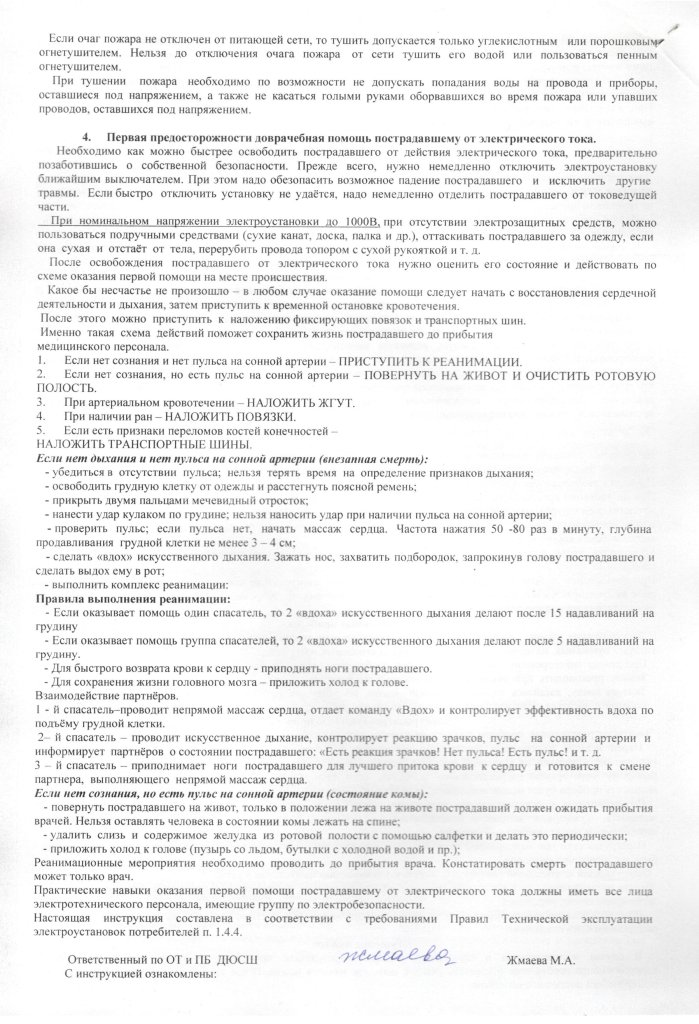 Если очаг пожара не отключен от питающей сети, то тушить допускается только углекислотным или порошковым
огнетушителем. Нельзя до отключения очага пожара от сети тушить его водой или пользоваться пенным
огнетушителем.
При тушении пожара необходимо по возможности не допускать попадания воды на провода и приборы,
оставшиеся под напряжением, а также не касаться голыми руками оборвавшихся во время пожара или упавших
проводов, оставшихся под напряжением.
4. Первая предосторожности доврачебная помощь пострадавшему от электрического тока.
Необходимо как можно быстрее освободить пострадавшего от действия электрического тока, предварительно
позаботившись о собственной безопасности. Прежде всего, нужно немедленно отключить электроустановку
ближайшим выключателем. При этом надо обезопасить возможное падение пострадавшего и исключить другие
травмы. Если быстро отключить установку не удаётся, надо немедленно отделить пострадавшего от токоведущей
части.
При номинальном напряжении электроустановки до 1000В, при отсутствии электрозащитных средств, можно
пользоваться подручными средствами (сухие канат, доска, палка и др.), оттаскивать пострадавшего за одежду, если
она сухая и отстаёт от тела, перерубить провода топором с сухой рукояткой и т. д.
После освобождения пострадавшего от электрического тока нужно оценить его состояние и действовать по
схеме оказания первой помощи на месте происшествия.
Какое бы несчастье не произошло – в любом случае оказание помощи следует начать с восстановления сердечной
деятельности и дыхания, затем приступить к временной остановке кровотечения.
После этого можно приступить к наложению фиксирующих повязок и транспортных шин.
Именно такая схема действий поможет сохранить жизнь пострадавшего до прибытия
медицинского персонала.
1. Если нет сознания и нет пульса на сонной артерии – ПРИСТУПИТЬ К РЕАНИМАЦИИ.
2. Если нет сознания, но есть пульс на сонной артерии – ПОВЕРНУТЬ НА ЖИВОТ И ОЧИСТИТЬ РОТОВУЮ
ПОЛОСТЬ.
3. При артериальном кровотечении – НАЛОЖИТЬ ЖГУТ.
4. При наличии ран – НАЛОЖИТЬ ПОВЯЗКИ.
5. Если есть признаки переломов костей конечностей –
НАЛОЖИТЬ ТРАНСПОРТНЫЕ ШИНЫ.
Если нет дыхания и нет пульса на сонной артерии (внезапная смерть):
- убедиться в отсутствии пульса; нельзя терять время на определение признаков дыхания;
- освободить грудную клетку от одежды и расстегнуть поясной ремень;
- прикрыть двумя пальцами мечевидный отросток;
- нанести удар кулаком по грудине; нельзя наносить удар при наличии пульса на сонной артерии;
- проверить пульс; если пульса нет, начать массаж сердца. Частота нажатия 50 -80 раз в минуту, глубина
продавливания грудной клетки не менее 3 – 4 см;
- сделать «вдох» искусственного дыхания. Зажать нос, захватить подбородок, запрокинув голову пострадавшего и
сделать выдох ему в рот;
- выполнить комплекс реанимации:
Правила выполнения реанимации:
- Если оказывает помощь один спасатель, то 2 «вдоха» искусственного дыхания делают после 15 надавливаний на
грудину
- Если оказывает помощь группа спасателей, то 2 «вдоха» искусственного дыхания делают после 5 надавливаний на
грудину.
- Для быстрого возврата крови к сердцу - приподнять ноги пострадавшего.
- Для сохранения жизни головного мозга – приложить холод к голове.
Взаимодействие партнёров.
1 - й спасатель–проводит непрямой массаж сердца, отдает команду «Вдох» и контролирует эффективность вдоха по
подъёму грудной клетки.
2– й спасатель – проводит искусственное дыхание, контролирует реакцию зрачков, пульс на сонной артерии и
информирует партнёров о состоянии пострадавшего: «Есть реакция зрачков! Нет пульса! Есть пульс! и т. д.
3 – й спасатель – приподнимает ноги пострадавшего для лучшего притока крови к сердцу и готовится к смене
партнера, выполняющего непрямой массаж сердца.
Если нет сознания, но есть пульс на сонной артерии (состояние комы):
- повернуть пострадавшего на живот, только в положении лежа на животе пострадавший должен ожидать прибытия
врачей. Нельзя оставлять человека в состоянии комы лежать на спине;
- удалить слизь и содержимое желудка из ротовой полости с помощью салфетки и делать это периодически;
- приложить холод к голове (пузырь со льдом, бутылки с холодной водой и пр.);
Реанимационные мероприятия необходимо проводить до прибытия врача. Констатировать смерть пострадавшего
может только врач.
Практические навыки оказания первой помощи пострадавшему от электрического тока должны иметь все лица
электротехнического персонала, имеющие группу по электробезопасности.
Настоящая инструкция составлена в соответствии с требованиями Правил Технической эксплуатации
электроустановок потребителей п. 1.4.4.
Ответственный по ОТ и ПБ ДЮСШ Жмаева Жмаева М.А.
С инструкцией ознакомлены: